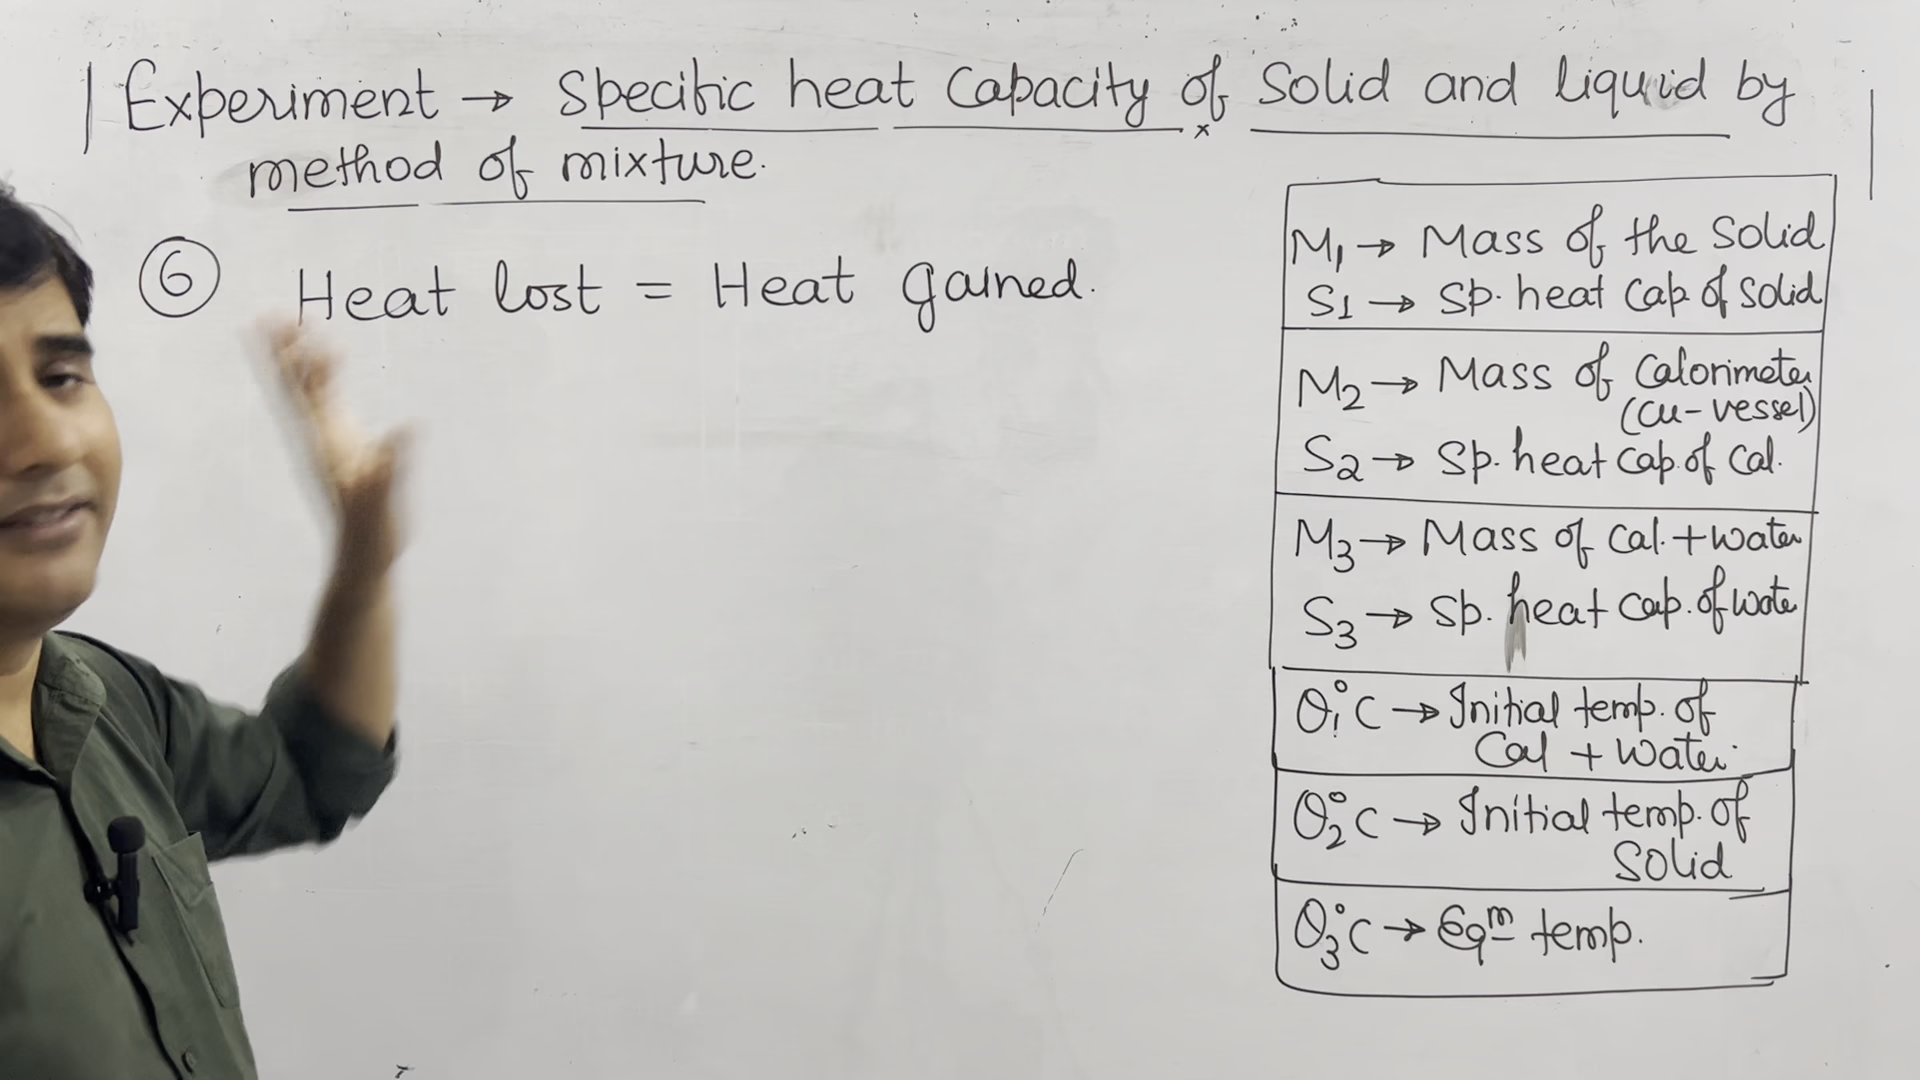 Experiment → Specific heat capacity of Solid and liquid by
method of mixture.
⑥ Heat lost = Heat gained.
M1 → Mass of the Solid
S1 → Sp. heat cap. of Solid
M2 → Mass of Calorimeter
(Cu-vessel)
S2 → Sp. heat cap. of Cal.
M3 → Mass of Cal. + water
S3 → Sp. heat cap. of water
θ1°C → Initial temp. of
Cal + water.
θ2°C → Initial temp. of
Solid
θ3°C → Eqm temp.